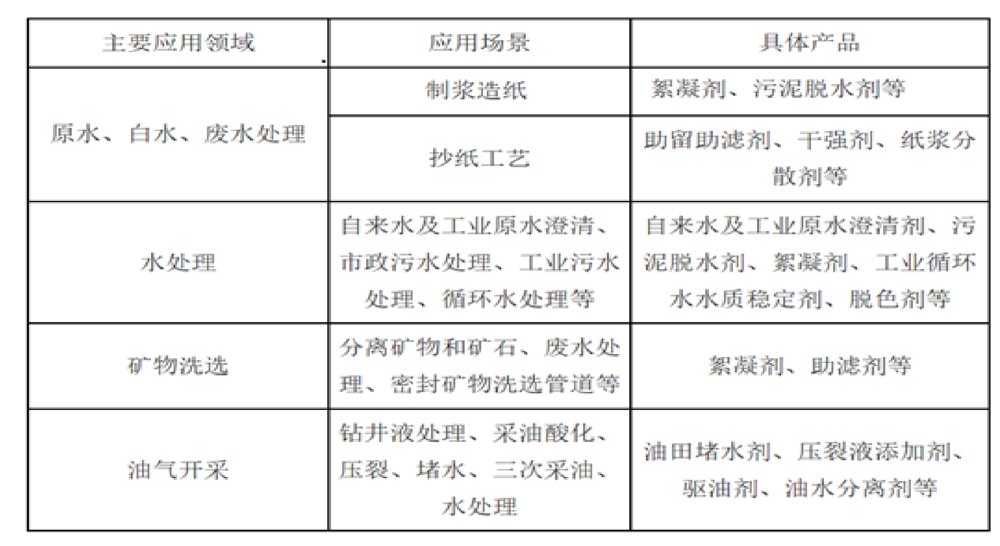 主要应用领域
应用场景
具体产品
原水、白水、废水处理
制浆造纸
絮凝剂、污泥脱水剂等
抄纸工艺
助留助滤剂、干强剂、纸浆分
散剂等
水处理
自来水及工业原水澄清、
市政污水处理、工业污水
处理、循环水处理等
自来水及工业原水澄清剂、污
泥脱水剂、絮凝剂、工业循环
水水质稳定剂、脱色剂等
矿物洗选
分离矿物和矿石、废水处
理、密封矿物洗选管道等
絮凝剂、助滤剂等
油气开采
钻井液处理、采油酸化、
压裂、堵水、三次采油、
水处理
油田堵水剂、压裂液添加剂、
驱油剂、油水分离剂等